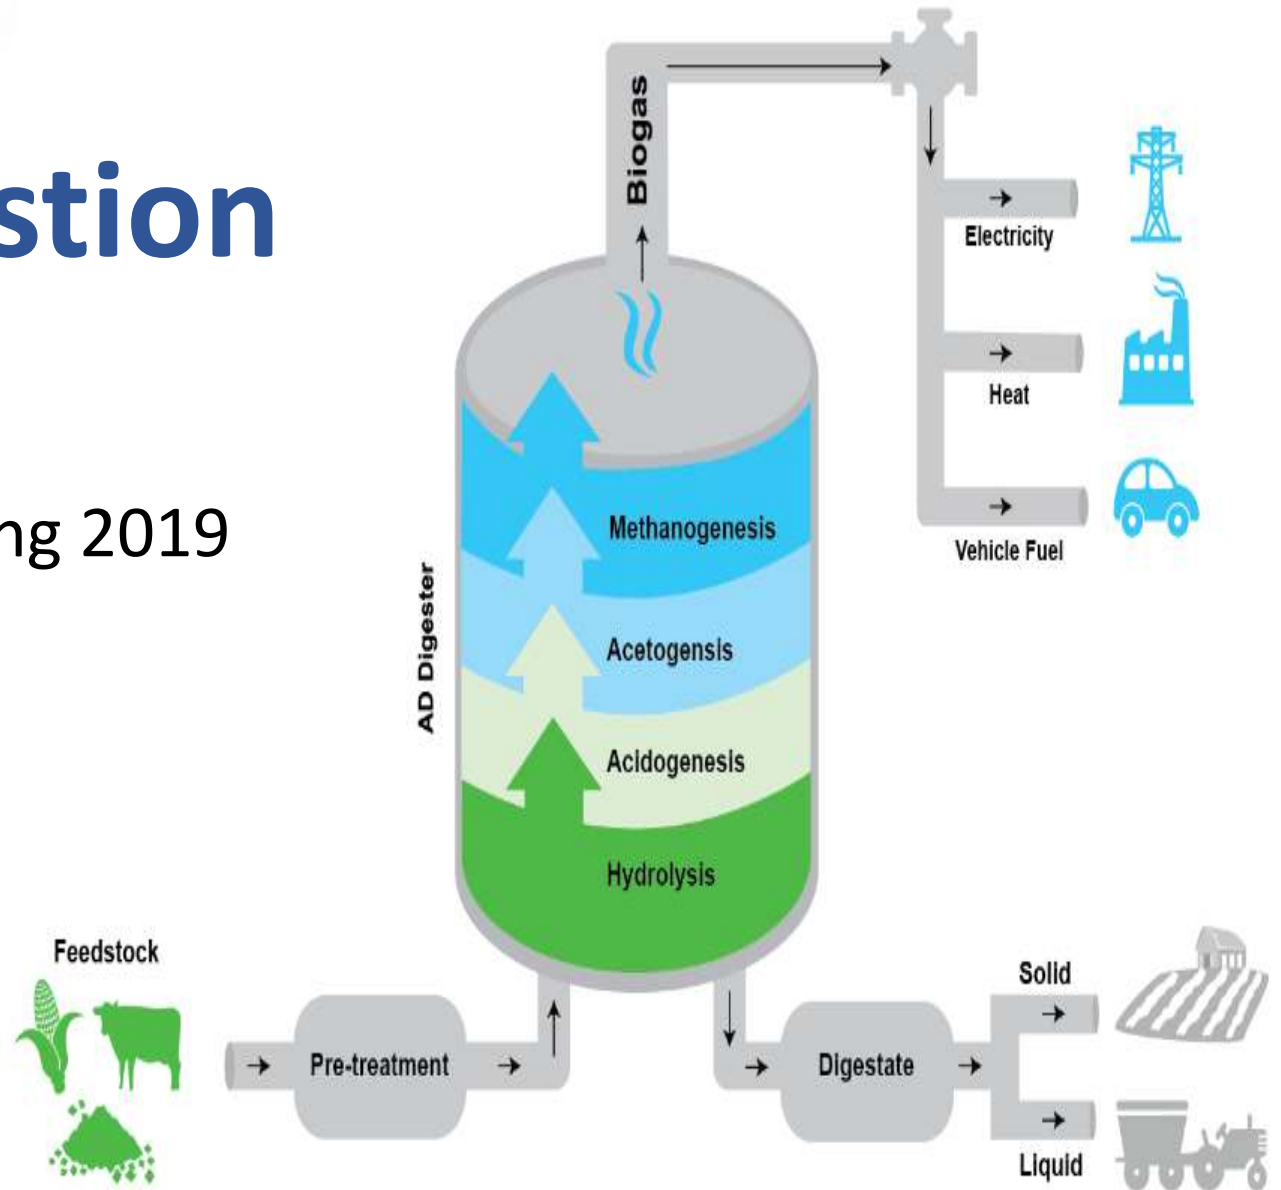 stion
ng 2019
Biogas
Electricity
Heat
Vehicle Fuel
AD Digester
Methanogenesis
Acetogensis
Acidogenesis
Hydrolysis
Feedstock
Pre-treatment
Digestate
Solid
Liquid